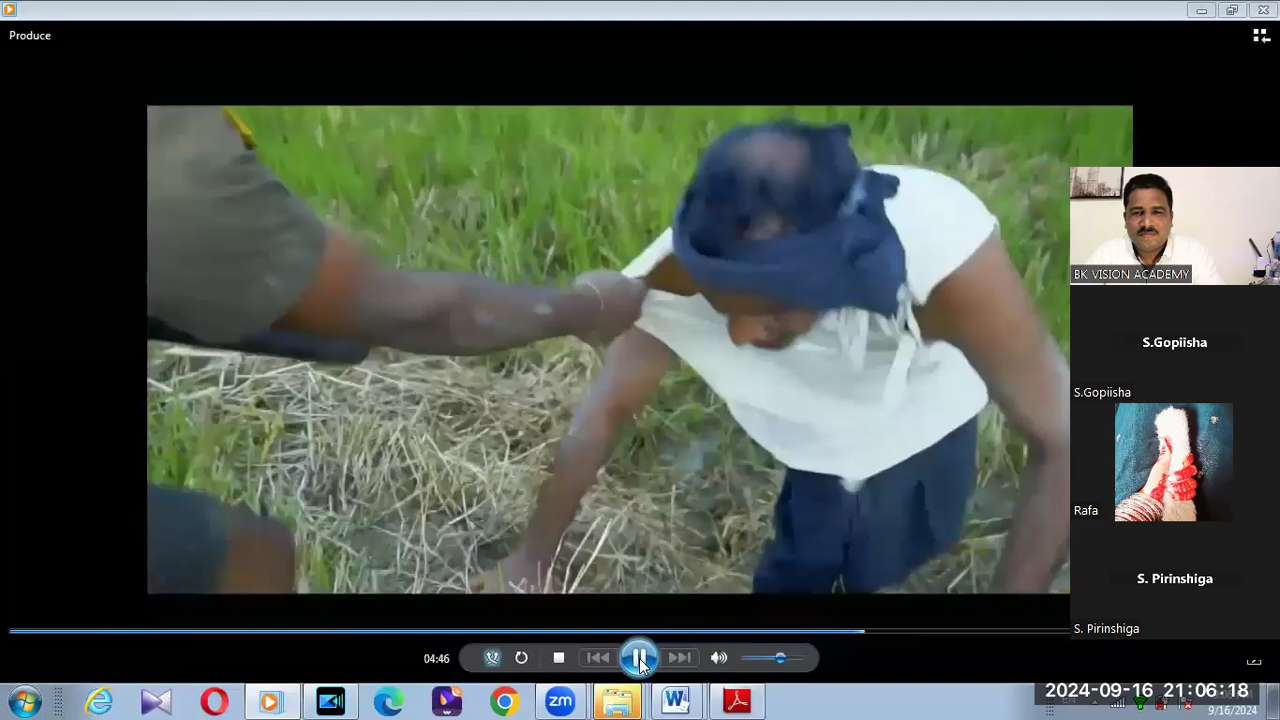 Produce
BK VISION ACADEMY
S.Gopiisha
S.Gopiisha
Rafa
S. Pirinshiga
S. Pirinshiga
04:46
zm
W
2024-09-16 21:06:18
9/16/2024